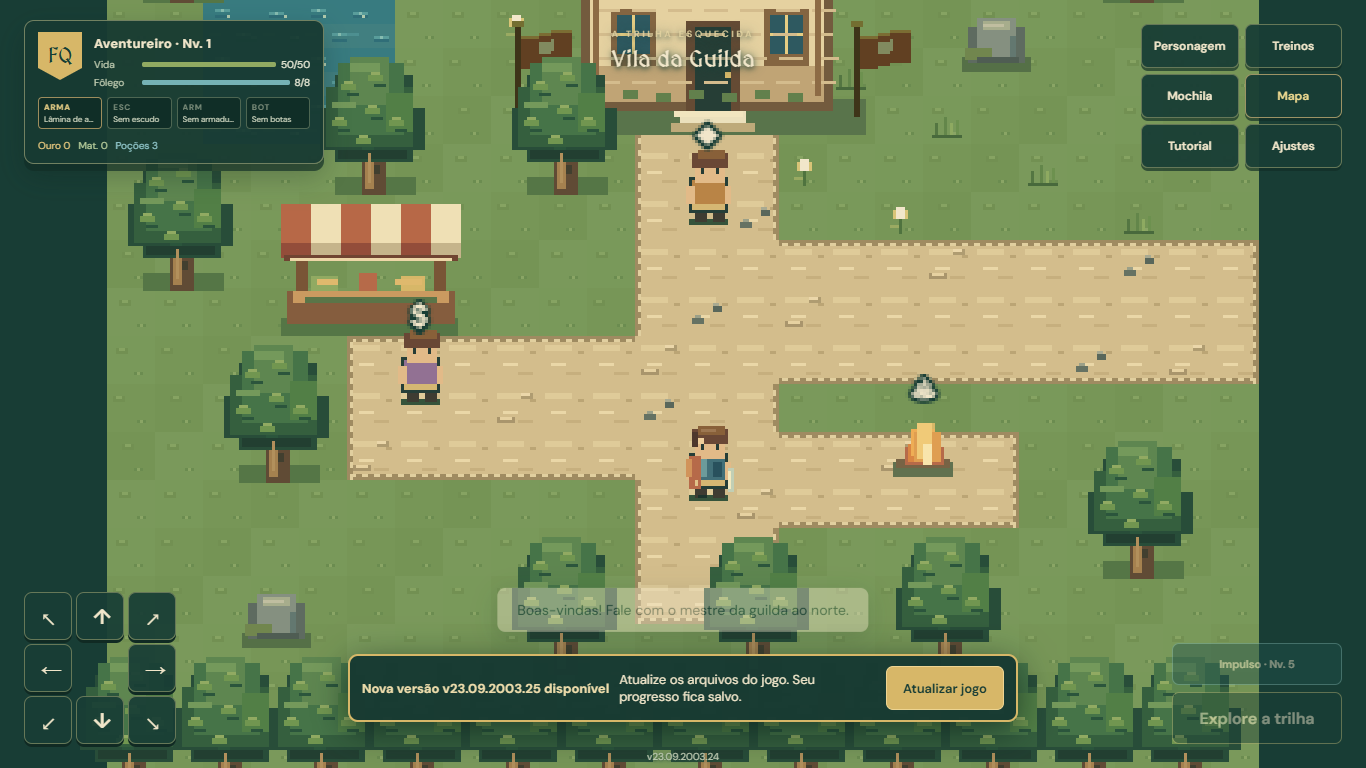 FQ
Aventureiro · Nv. 1
Vida 50/50
Fôlego 8/8
ARMA
Lâmina de a...
ESC
Sem escudo
ARM
Sem armadu...
BOT
Sem botas
Ouro 0 Mat. 0 Poções 3
A TRILHA ESQUECIDA
Vila da Guilda
Personagem
Treinos
Mochila
Mapa
Tutorial
Ajustes
$
Boas-vindas! Fale com o mestre da guilda ao norte.
Nova versão v23.09.2003.25 disponível
Atualize os arquivos do jogo. Seu
progresso fica salvo.
Atualizar jogo
Impulso · Nv. 5
Explore a trilha
v23.09.2003.24